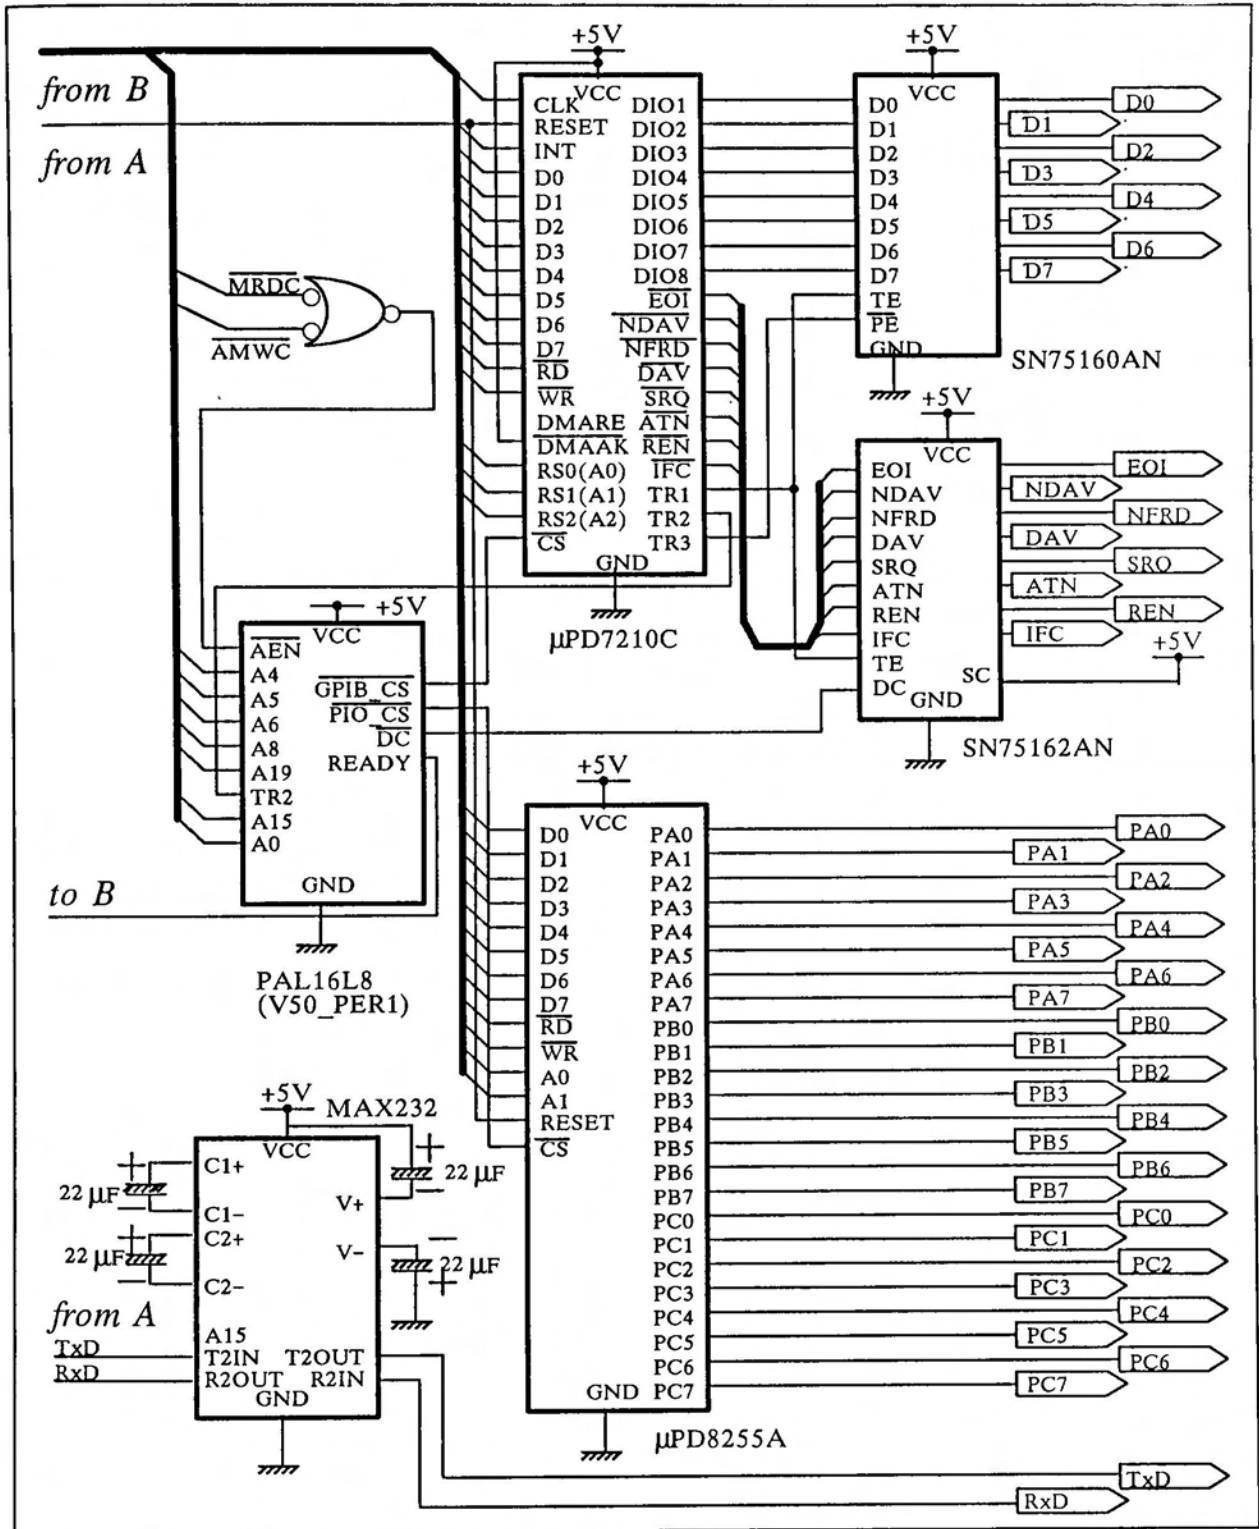 from B
from A
+5V
VCC
CLK
RESET
INT
D0
D1
D2
D3
D4
D5
D6
D7
RD
WR
DMARE
DMAAK
RS0(A0)
RS1(A1)
RS2(A2)
CS
DIO1
DIO2
DIO3
DIO4
DIO5
DIO6
DIO7
DIO8
EOI
NDAV
NFRD
DAV
SRQ
ATN
REN
IFC
TR1
TR2
TR3
GND
μPD7210C
+5V
VCC
D0
D1
D2
D3
D4
D5
D6
D7
TE
PE
GND
SN75160AN
D0
D1
D2
D3
D4
D5
D6
D7
MRDC
AMWC
+5V
VCC
EOI
NDAV
NFRD
DAV
SRQ
ATN
REN
IFC
TE
DC
SC
GND
+5V
SN75162AN
EOI
NDAV
NFRD
DAV
SRQ
ATN
REN
IFC
+5V
VCC
AEN
A4
A5
A6
A8
A19
TR2
A15
A0
GPIB_CS
PIO_CS
DC
READY
GND
PAL16L8
(V50_PER1)
to B
+5V
VCC
D0
D1
D2
D3
D4
D5
D6
D7
RD
WR
A0
A1
RESET
CS
PA0
PA1
PA2
PA3
PA4
PA5
PA6
PA7
PB0
PB1
PB2
PB3
PB4
PB5
PB6
PB7
PC0
PC1
PC2
PC3
PC4
PC5
PC6
PC7
GND
μPD8255A
PA0
PA1
PA2
PA3
PA4
PA5
PA6
PA7
PB0
PB1
PB2
PB3
PB4
PB5
PB6
PB7
PC0
PC1
PC2
PC3
PC4
PC5
PC6
PC7
+5V
MAX232
VCC
C1+
C1−
C2+
C2−
V+
V−
22 μF
22 μF
22 μF
22 μF
from A
A15
TxD
T2IN
T2OUT
RxD
R2OUT
R2IN
GND
TxD
RxD